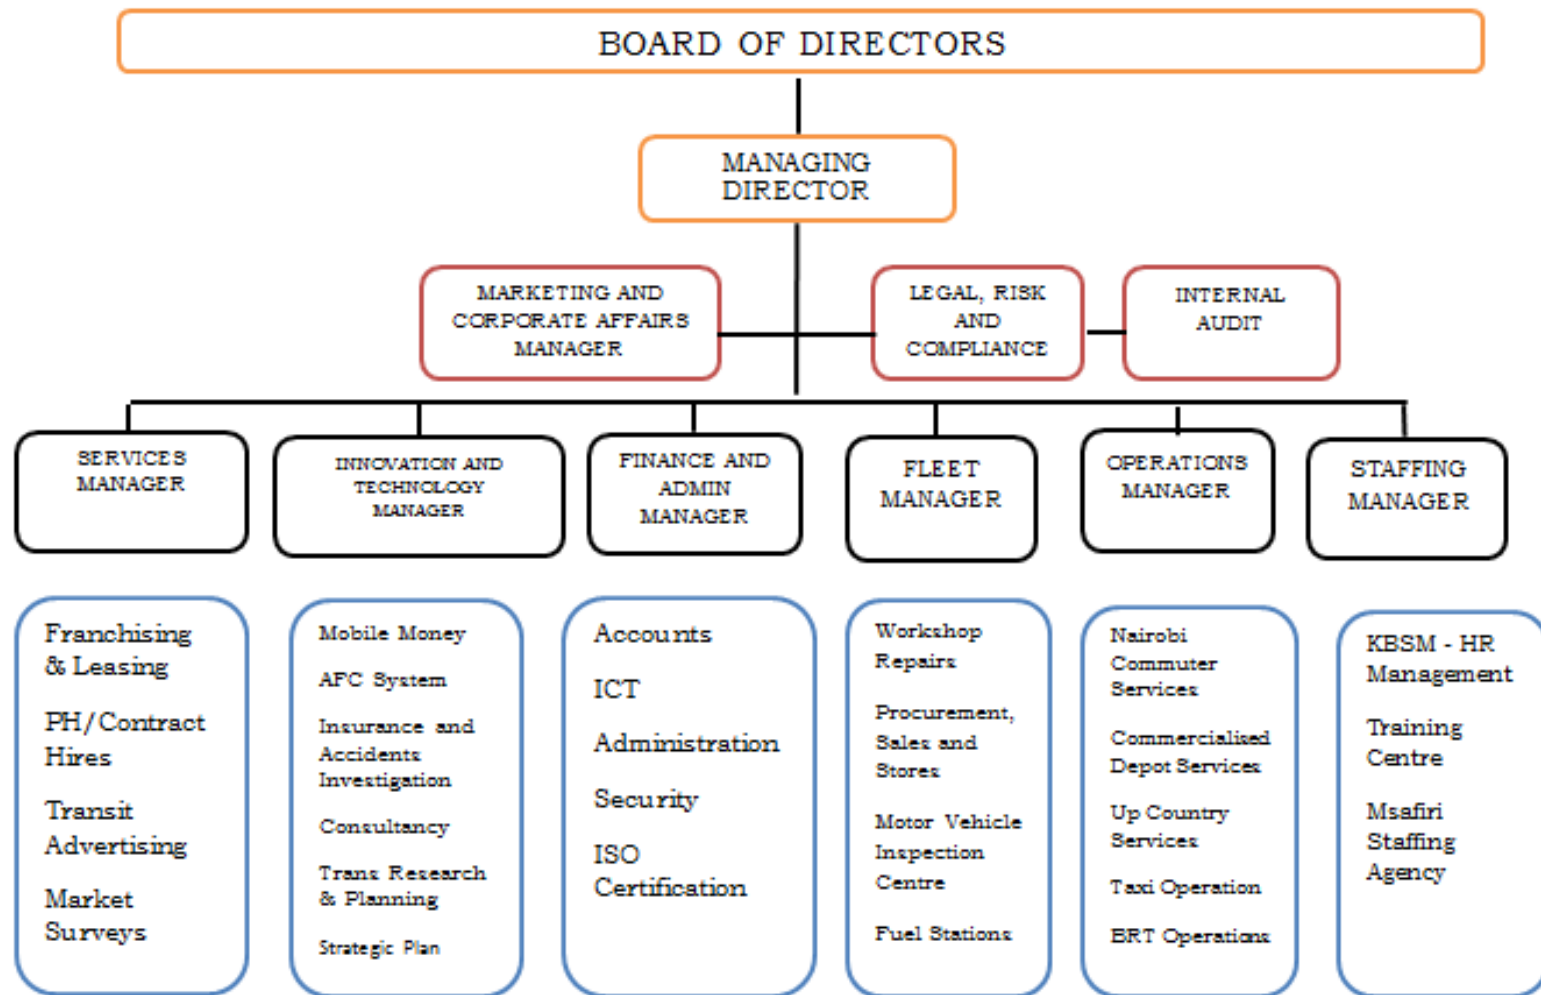 BOARD OF DIRECTORS
MANAGING
DIRECTOR
MARKETING AND
CORPORATE AFFAIRS
MANAGER
LEGAL, RISK
AND
COMPLIANCE
INTERNAL
AUDIT
SERVICES
MANAGER
INNOVATION AND
TECHNOLOGY
MANAGER
FINANCE AND
ADMIN
MANAGER
FLEET
MANAGER
OPERATIONS
MANAGER
STAFFING
MANAGER
Franchising
& Leasing
PH/Contract
Hires
Transit
Advertising
Market
Surveys
Mobile Money
AFC System
Insurance and
Accidents
Investigation
Consultancy
Trans Research
& Planning
Strategic Plan
Accounts
ICT
Administration
Security
ISO
Certification
Workshop
Repairs
Procurement,
Sales and
Stores
Motor Vehicle
Inspection
Centre
Fuel Stations
Nairobi
Commuter
Services
Commercialised
Depot Services
Up Country
Services
Taxi Operation
BRT Operations
KBSM - HR
Management
Training
Centre
Msafiri
Staffing
Agency